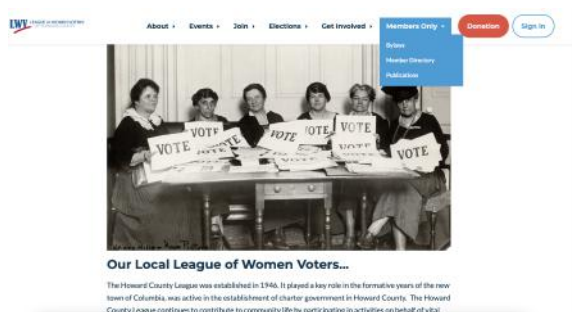 LWV LEAGUE OF WOMEN VOTERS
About Events Join Elections Get Involved Members Only Donation Sign In
Bylaws
Member Directory
Publications
VOTE VOTE VOTE VOTE VOTE VOTE
Our Local League of Women Voters...
The Howard County League was established in 1946. It played a key role in the formative years of the new
town of Columbia, was active in the establishment of charter government in Howard County. The Howard
County League continues to contribute to community life by participating in activities on behalf of vital